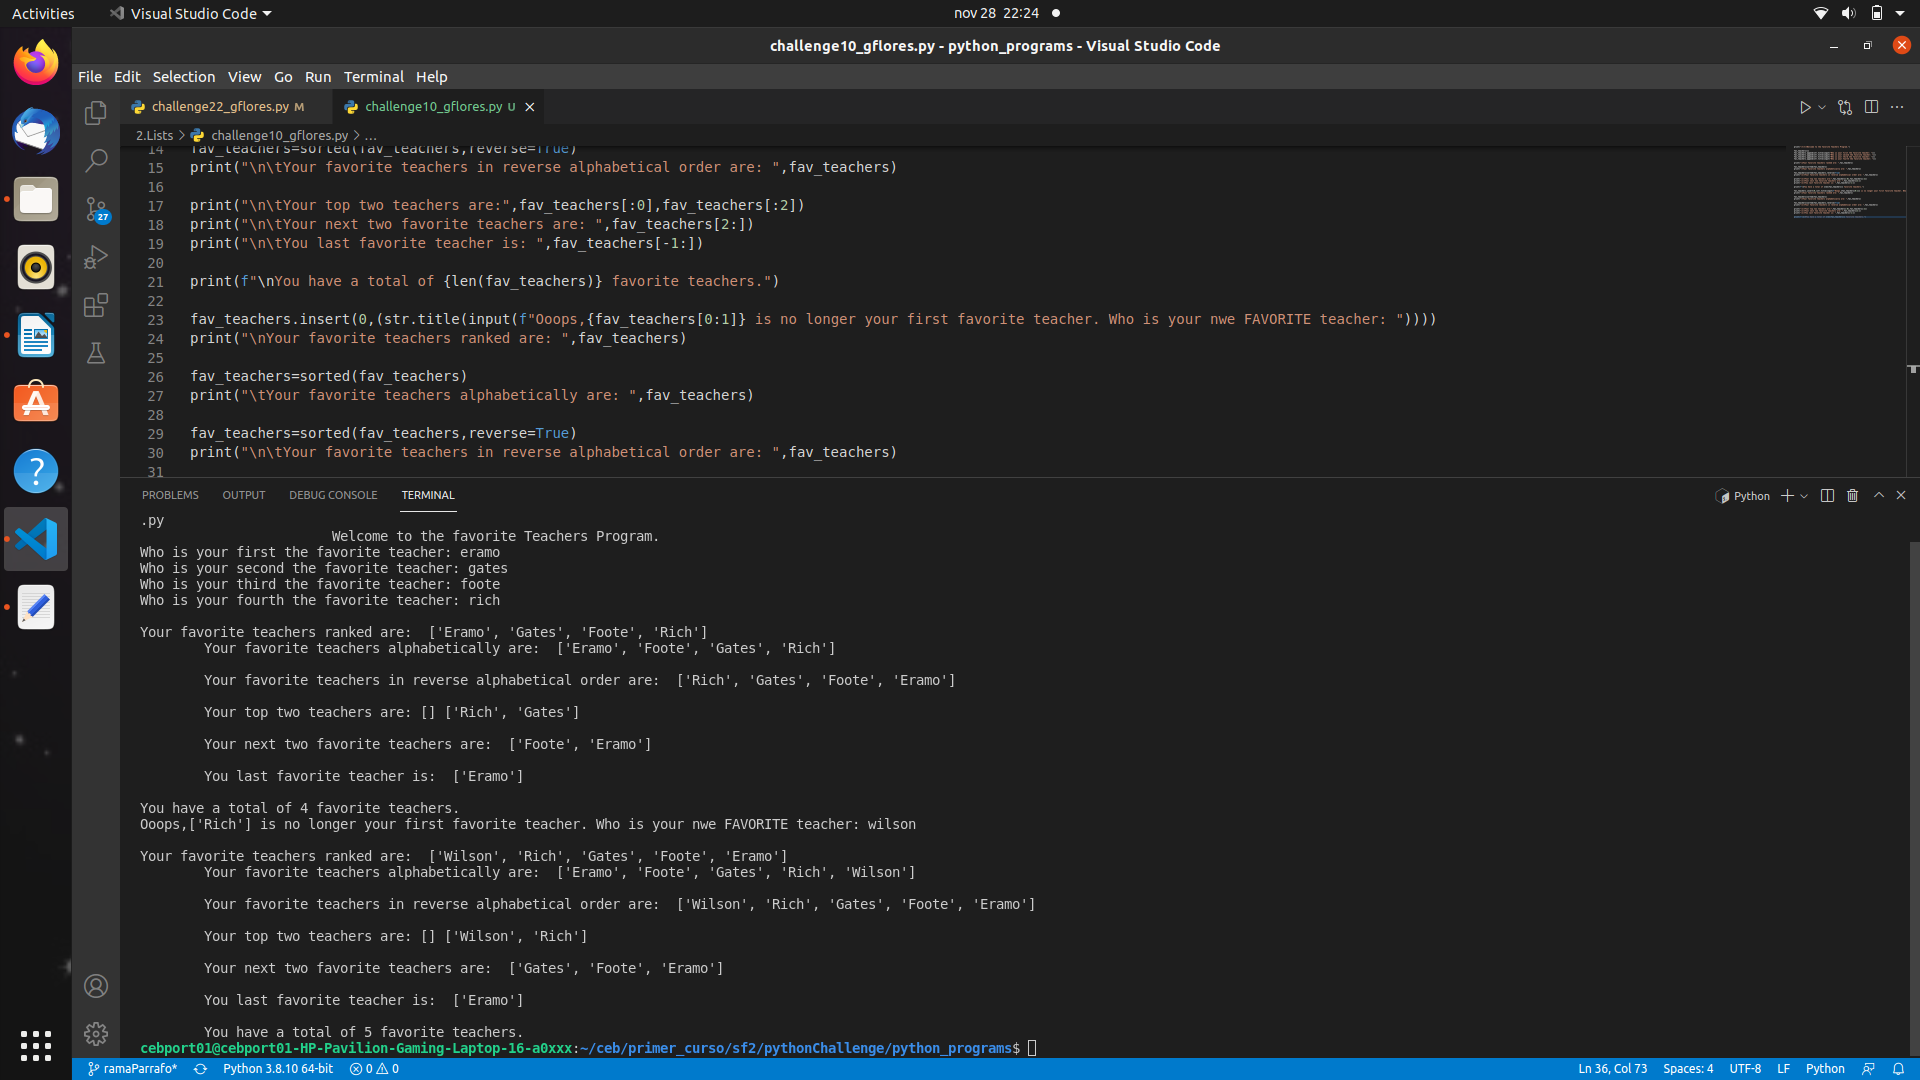 Activities Visual Studio Code nov 28 22:24
challenge10_gflores.py - python_programs - Visual Studio Code
File Edit Selection View Go Run Terminal Help
challenge22_gflores.py M challenge10_gflores.py U
2.Lists > challenge10_gflores.py > ...
14 fav_teachers=sorted(fav_teachers,reverse=True)
15 print("\n\tYour favorite teachers in reverse alphabetical order are: ",fav_teachers)
16
17 print("\n\tYour top two teachers are:",fav_teachers[:0],fav_teachers[:2])
18 print("\n\tYour next two favorite teachers are: ",fav_teachers[2:])
19 print("\n\tYou last favorite teacher is: ",fav_teachers[-1:])
20
21 print(f"\nYou have a total of {len(fav_teachers)} favorite teachers.")
22
23 fav_teachers.insert(0,(str.title(input(f"Ooops,{fav_teachers[0:1]} is no longer your first favorite teacher. Who is your nwe FAVORITE teacher: "))))
24 print("\nYour favorite teachers ranked are: ",fav_teachers)
25
26 fav_teachers=sorted(fav_teachers)
27 print("\tYour favorite teachers alphabetically are: ",fav_teachers)
28
29 fav_teachers=sorted(fav_teachers,reverse=True)
30 print("\n\tYour favorite teachers in reverse alphabetical order are: ",fav_teachers)
31
27
PROBLEMS OUTPUT DEBUG CONSOLE TERMINAL Python
.py
Welcome to the favorite Teachers Program.
Who is your first the favorite teacher: eramo
Who is your second the favorite teacher: gates
Who is your third the favorite teacher: foote
Who is your fourth the favorite teacher: rich
Your favorite teachers ranked are:  ['Eramo', 'Gates', 'Foote', 'Rich']
Your favorite teachers alphabetically are:  ['Eramo', 'Foote', 'Gates', 'Rich']
Your favorite teachers in reverse alphabetical order are:  ['Rich', 'Gates', 'Foote', 'Eramo']
Your top two teachers are: [] ['Rich', 'Gates']
Your next two favorite teachers are:  ['Foote', 'Eramo']
You last favorite teacher is:  ['Eramo']
You have a total of 4 favorite teachers.
Ooops,['Rich'] is no longer your first favorite teacher. Who is your nwe FAVORITE teacher: wilson
Your favorite teachers ranked are:  ['Wilson', 'Rich', 'Gates', 'Foote', 'Eramo']
Your favorite teachers alphabetically are:  ['Eramo', 'Foote', 'Gates', 'Rich', 'Wilson']
Your favorite teachers in reverse alphabetical order are:  ['Wilson', 'Rich', 'Gates', 'Foote', 'Eramo']
Your top two teachers are: [] ['Wilson', 'Rich']
Your next two favorite teachers are:  ['Gates', 'Foote', 'Eramo']
You last favorite teacher is:  ['Eramo']
You have a total of 5 favorite teachers.
cebport01@cebport01-HP-Pavilion-Gaming-Laptop-16-a0xxx:~/ceb/primer_curso/sf2/pythonChallenge/python_programs$
ramaParrafo* Python 3.8.10 64-bit 0 0 Ln 36, Col 73 Spaces: 4 UTF-8 LF Python